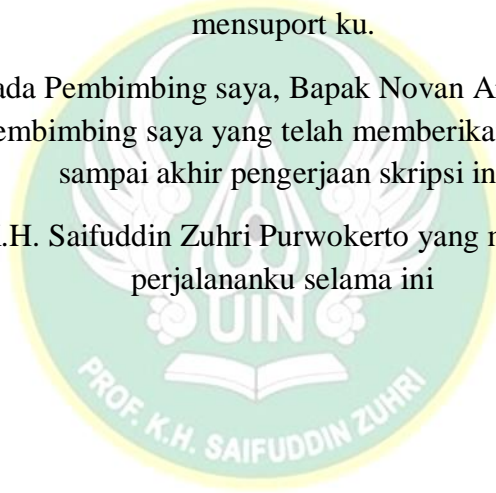 mensuport ku.
ada Pembimbing saya, Bapak Novan A
embimbing saya yang telah memberika
sampai akhir pengerjaan skripsi in
.H. Saifuddin Zuhri Purwokerto yang
perjalananku selama ini
UIN
PROF. K.H. SAIFUDDIN ZUHRI